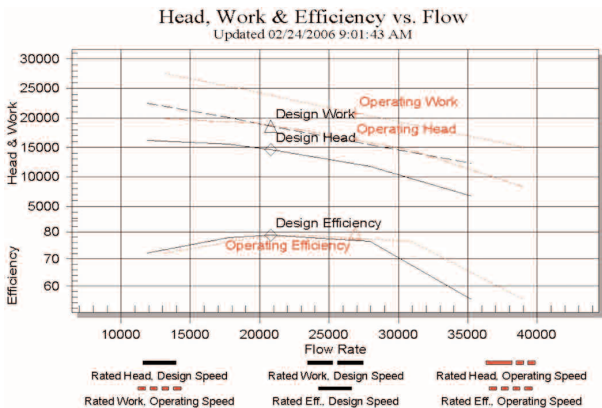 Head, Work & Efficiency vs. Flow
Updated 02/24/2006 9:01:43 AM
Head & Work
30000
25000
20000
15000
10000
5000
Operating Work
Design Work
Operating Head
Design Head
Efficiency
80
70
60
Design Efficiency
Operating Efficiency
10000 15000 20000 25000 30000 35000 40000
Flow Rate
Rated Head, Design Speed Rated Work, Design Speed Rated Head, Operating Speed
Rated Work, Operating Speed Rated Eff., Design Speed Rated Eff., Operating Speed